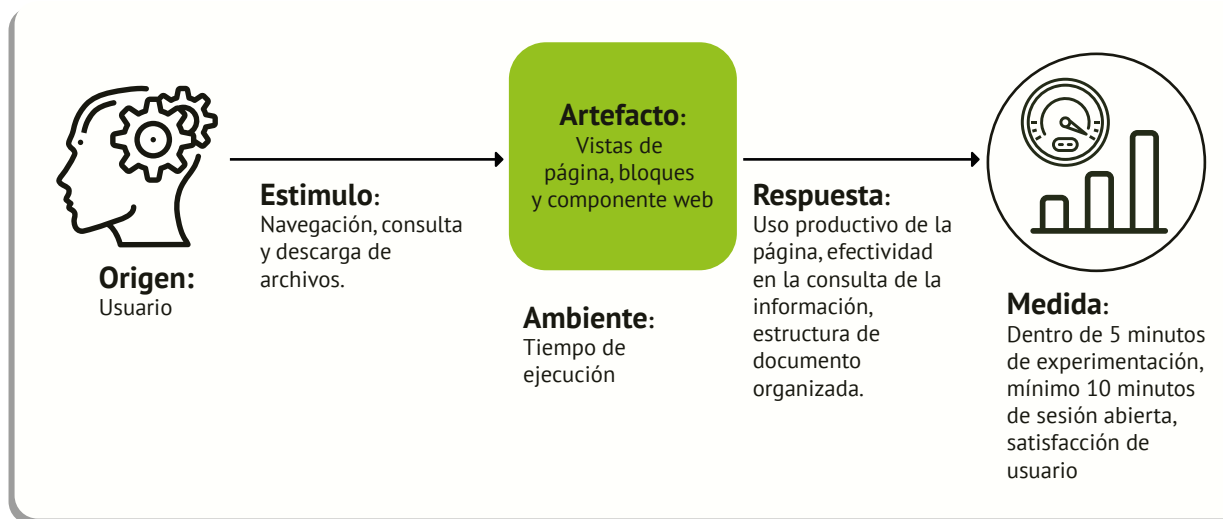 Origen:
Usuario
Estimulo:
Navegación, consulta
y descarga de
archivos.
Artefacto:
Vistas de
página, bloques
y componente web
Ambiente:
Tiempo de
ejecución
Respuesta:
Uso productivo de la
página, efectividad
en la consulta de la
información,
estructura de
documento
organizada.
Medida:
Dentro de 5 minutos
de experimentación,
mínimo 10 minutos
de sesión abierta,
satisfacción de
usuario